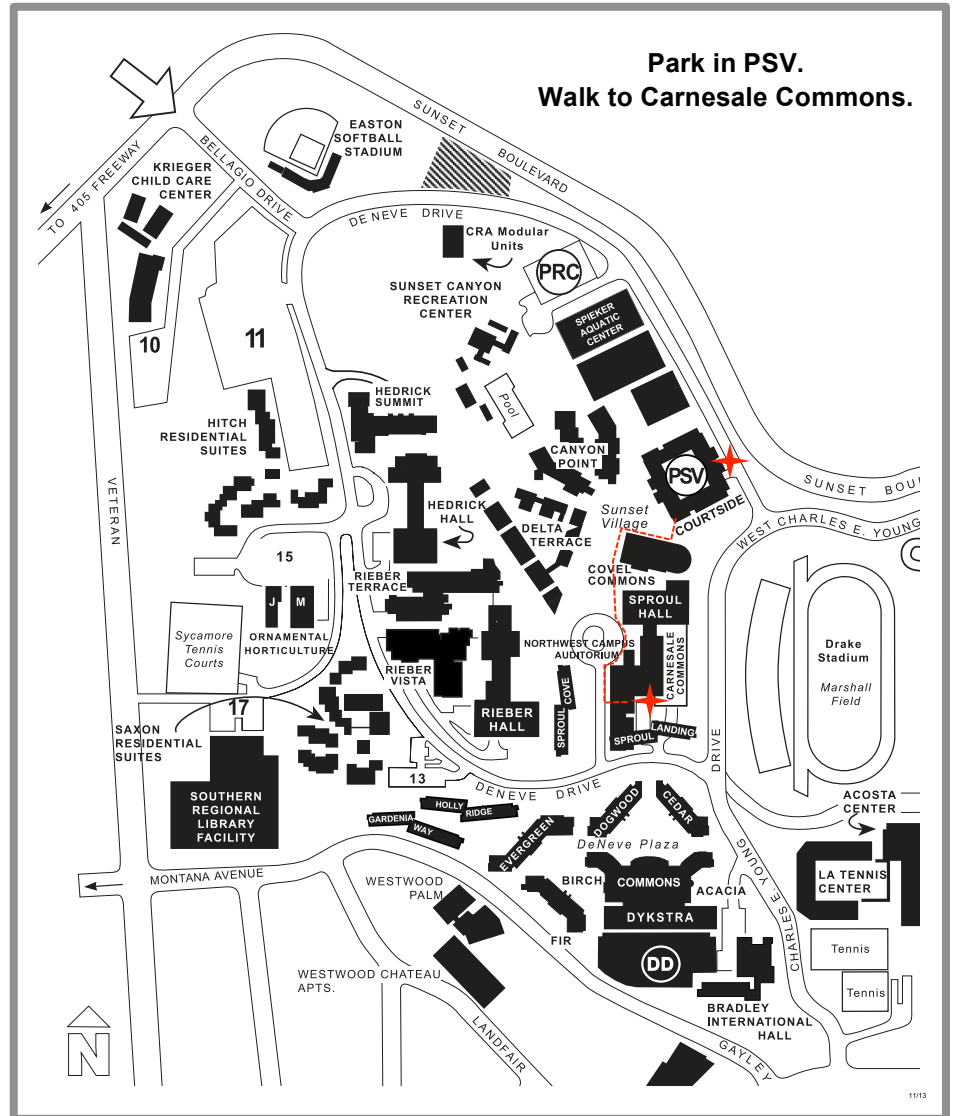 Park in PSV.
Walk to Carnesale Commons.
SUNSET
BOULEVARD
EASTON
SOFTBALL
STADIUM
BELLAGIO DRIVE
TO 405 FREEWAY
KRIEGER
CHILD CARE
CENTER
DE NEVE DRIVE
CRA Modular
Units
PRC
SUNSET CANYON
RECREATION
CENTER
SPIEKER
AQUATIC
CENTER
10
11
HEDRICK
SUMMIT
Pool
HITCH
RESIDENTIAL
SUITES
CANYON
POINT
PSV
COURTSIDE
SUNSET BOU
WEST CHARLES E. YOUNG
VETERAN
HEDRICK
HALL
Sunset
Village
DELTA
TERRACE
15
RIEBER
TERRACE
COVEL
COMMONS
SPROUL
HALL
J
M
ORNAMENTAL
HORTICULTURE
Sycamore
Tennis
Courts
NORTHWEST CAMPUS
AUDITORIUM
CARNESALE
COMMONS
Drake
Stadium
Marshall
Field
RIEBER
VISTA
RIEBER
HALL
SPROUL
COVE
SPROUL
LANDING
17
SAXON
RESIDENTIAL
SUITES
DRIVE
13
DENEVE DRIVE
SOUTHERN
REGIONAL
LIBRARY
FACILITY
HOLLY
RIDGE
GARDENIA
WAY
EVERGREEN
DOGWOOD
CEDAR
ACOSTA
CENTER
DeNeve Plaza
CHARLES E. YOUNG
MONTANA AVENUE
WESTWOOD
PALM
BIRCH
COMMONS
ACACIA
LA TENNIS
CENTER
DYKSTRA
FIR
DD
Tennis
WESTWOOD CHATEAU
APTS.
Tennis
BRADLEY
INTERNATIONAL
HALL
LANDFAIR
GAYLEY
N
11/13